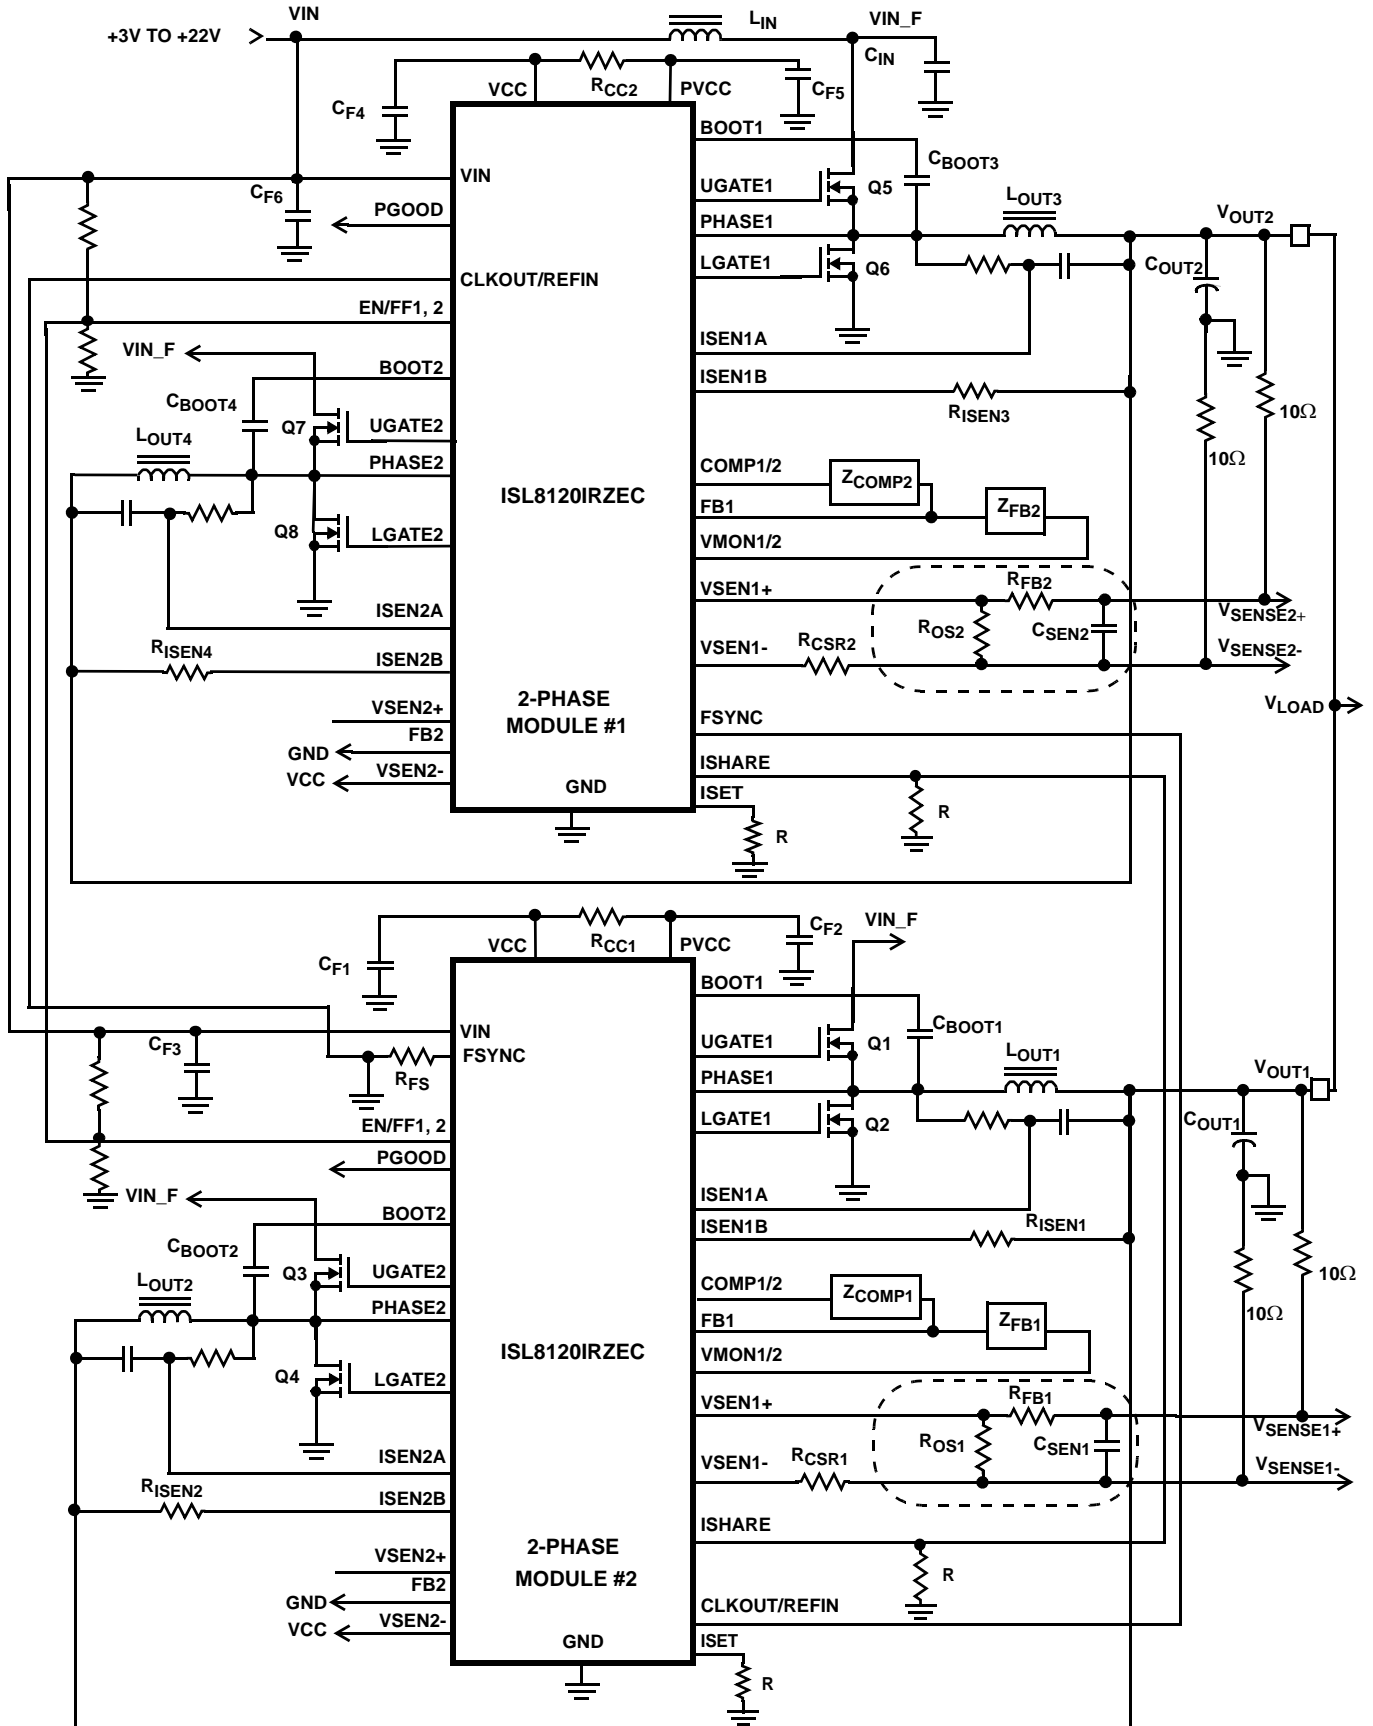 VIN
LIN
VIN_F
+3V TO +22V
CIN
VCC
RCC2
PVCC
CF4
CF5
BOOT1
CBOOT3
VIN
CF6
UGATE1
Q5
LOUT3
PGOOD
PHASE1
VOUT2
CLKOUT/REFIN
LGATE1
Q6
COUT2
EN/FF1, 2
VIN_F
ISEN1A
BOOT2
ISEN1B
CBOOT4
RISEN3
10Ω
Q7
UGATE2
LOUT4
PHASE2
10Ω
COMP1/2
ZCOMP2
ISL8120IRZEC
FB1
ZFB2
Q8
LGATE2
VMON1/2
RFB2
VSEN1+
ISEN2A
VSENSE2+
ROS2
CSEN2
RISEN4
ISEN2B
VSEN1-
RCSR2
VSENSE2-
2-PHASE
MODULE #1
VSEN2+
FSYNC
VLOAD
FB2
GND
VSEN2-
VCC
ISHARE
GND
ISET
R
R
VIN_F
VCC
RCC1
PVCC
CF2
CF1
BOOT1
CBOOT1
VIN
CF3
FSYNC
RFS
UGATE1
Q1
LOUT1
PHASE1
VOUT1
EN/FF1, 2
LGATE1
Q2
COUT1
PGOOD
VIN_F
ISEN1A
BOOT2
ISEN1B
RISEN1
CBOOT2
Q3
UGATE2
LOUT2
PHASE2
COMP1/2
ZCOMP1
10Ω
10Ω
FB1
ZFB1
ISL8120IRZEC
VMON1/2
Q4
LGATE2
RFB1
VSEN1+
VSENSE1+
ROS1
CSEN1
ISEN2A
VSEN1-
RCSR1
VSENSE1-
RISEN2
ISEN2B
ISHARE
2-PHASE
MODULE #2
VSEN2+
R
FB2
GND
CLKOUT/REFIN
VSEN2-
VCC
GND
ISET
R